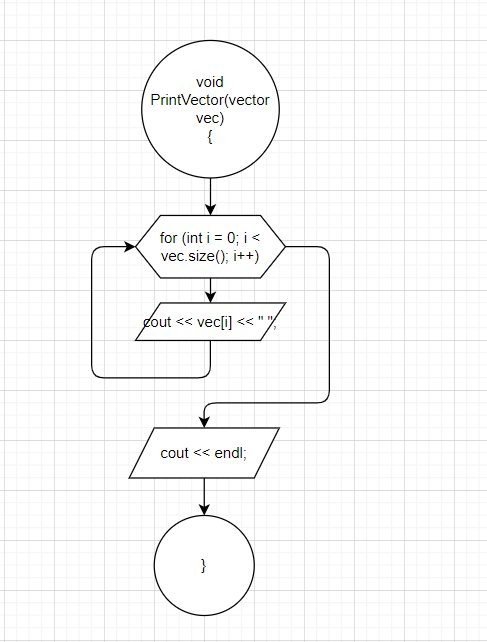 void
PrintVector(vector
vec)
{
for (int i = 0; i <
vec.size(); i++)
cout << vec[i] << " ";
cout << endl;
}